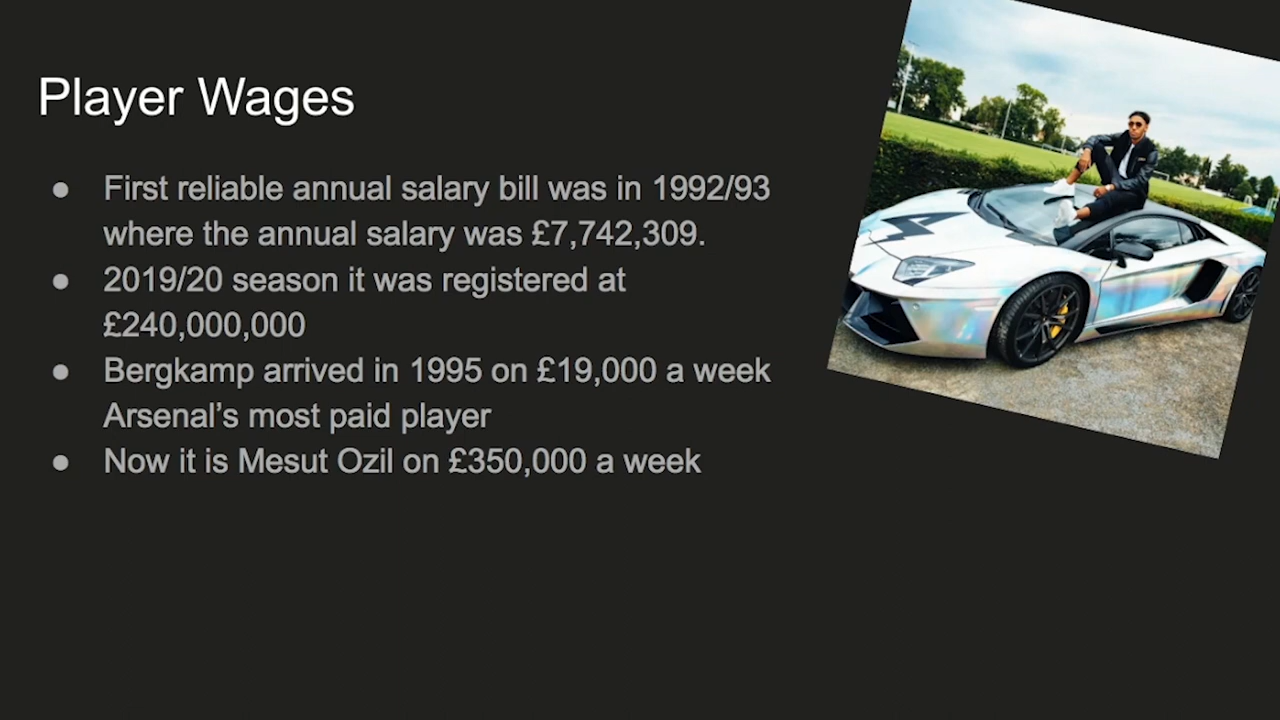 Player Wages
● First reliable annual salary bill was in 1992/93
where the annual salary was £7,742,309.
● 2019/20 season it was registered at
£240,000,000
● Bergkamp arrived in 1995 on £19,000 a week
Arsenal’s most paid player
● Now it is Mesut Ozil on £350,000 a week